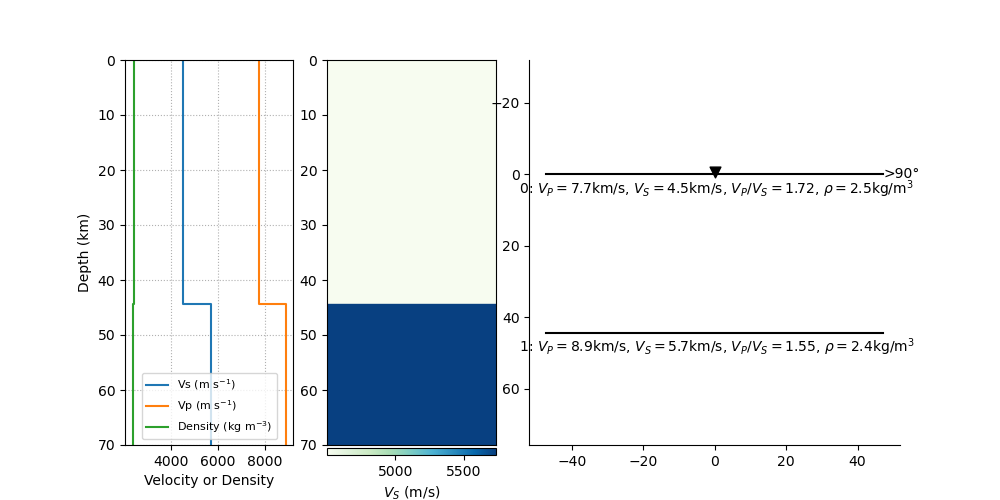 0
10
20
30
40
50
60
70
Depth (km)
4000 6000 8000
Velocity or Density
Vs (m s⁻¹)
Vp (m s⁻¹)
Density (kg m⁻³)
0
10
20
30
40
50
60
70
5000 5500
V_S (m/s)
−20
0
20
40
60
−40 −20 0 20 40
>90°
0: V_P = 7.7km/s, V_S = 4.5km/s, V_P/V_S = 1.72, ρ = 2.5kg/m³
1: V_P = 8.9km/s, V_S = 5.7km/s, V_P/V_S = 1.55, ρ = 2.4kg/m³